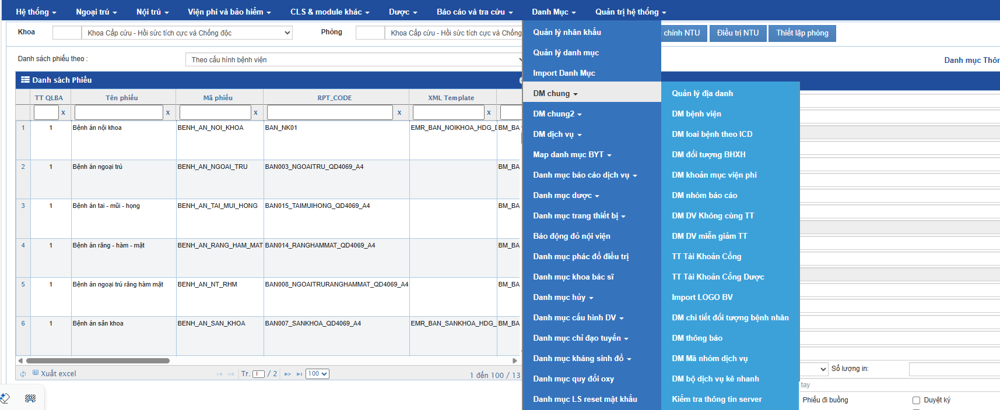 Hệ thống Ngoại trú Nội trú Viện phí và bảo hiểm CLS & module khác Dược Báo cáo và tra cứu Danh Mục Quản trị hệ thống
Khoa Khoa Cấp cứu - Hồi sức tích cực và Chống độc Phòng Khoa Cấp cứu - Hồi sức tích cực và Chống chính NTU Điều trị NTU Thiết lập phòng
Danh sách phiếu theo : Theo cấu hình bệnh viện
Danh mục Thôn
Danh sách Phiếu
TT QLBA Tên phiếu Mã phiếu RPT_CODE XML Template
x x x x x
1 1 Bệnh án nội khoa BENH_AN_NOI_KHOA BAN_NK01 EMR_BAN_NOIKHOA_HDG_D BM_BA
2 1 Bệnh án ngoại trú BENH_AN_NGOAI_TRU BAN003_NGOAITRU_QD4069_A4 BM_BA
3 1 Bệnh án tai - mũi - họng BENH_AN_TAI_MUI_HONG BAN015_TAIMUIHONG_QD4069_A4 BM_BA
4 1 Bệnh án răng - hàm - mặt BENH_AN_RANG_HAM_MAT BAN014_RANGHAMMAT_QD4069_A4 BM_BA
5 1 Bệnh án ngoại trú răng hàm mặt BENH_AN_NT_RHM BAN008_NGOAITRURANGHAMMAT_QD4069_A4 BM_BA
6 1 Bệnh án sản khoa BENH_AN_SAN_KHOA BAN007_SANKHOA_QD4069_A4 EMR_BAN_SANKHOA_HDG_ BM_BA
Xuất excel Tr. 1 / 2 100 1 đến 100 / 13
Quản lý nhân khẩu
Quản lý danh mục
Import Danh Mục
DM chung
DM chung2
DM dịch vụ
Map danh mục BYT
Danh mục báo cáo dịch vụ
Danh mục dược
Danh mục trang thiết bị
Báo động đỏ nội viện
Danh mục phác đồ điều trị
Danh mục khoa bác sĩ
Danh mục hủy
Danh mục cấu hình DV
Danh mục chỉ đạo tuyến
Danh mục kháng sinh đồ
Danh mục quy đổi oxy
Danh mục LS reset mật khẩu
Quản lý địa danh
DM bệnh viện
DM loai bệnh theo ICD
DM đối tượng BHXH
DM khoản mục viện phí
DM nhóm báo cáo
DM DV Không cùng TT
DM DV miễn giảm TT
TT Tài Khoản Cổng
TT Tài Khoản Cổng Dược
Import LOGO BV
DM chi tiết đối tượng bệnh nhân
DM thông báo
DM Mã nhóm dịch vụ
DM bộ dịch vụ kê nhanh
Kiểm tra thông tin server
Số lượng in:
tay
Phiếu đi buồng Duyệt ký